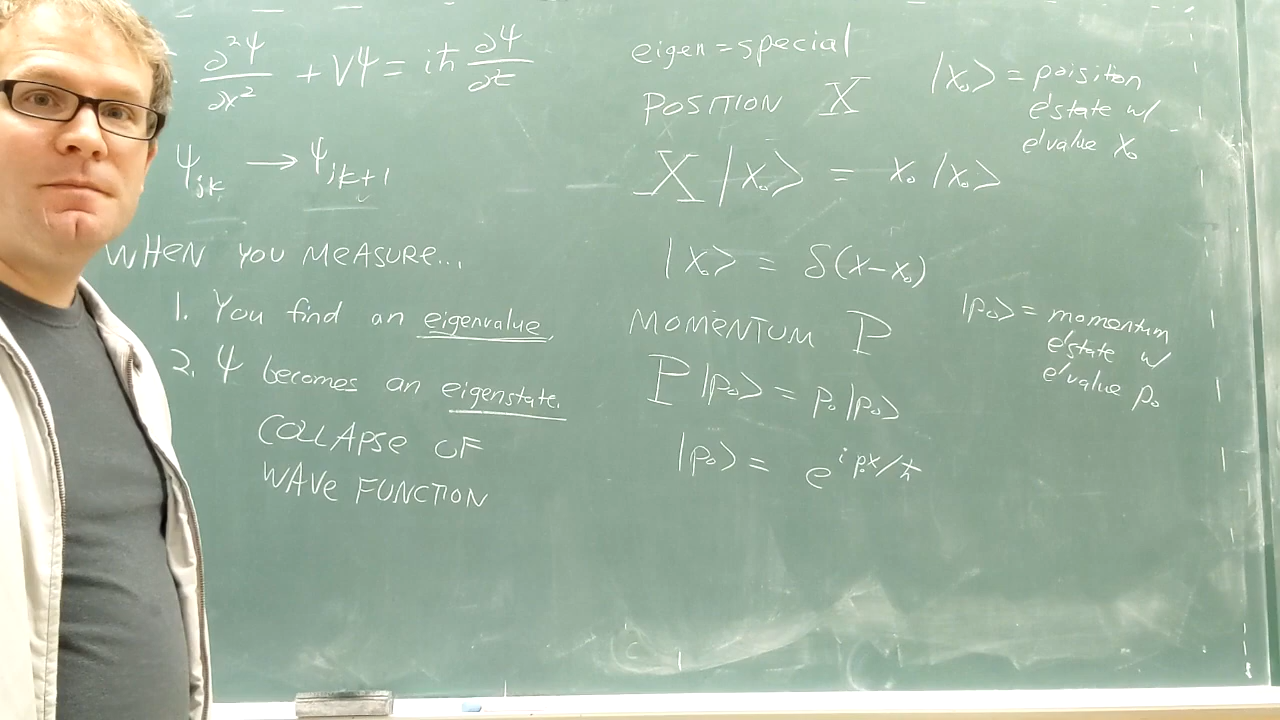 ∂²ψ/∂x² + Vψ = iħ ∂ψ/∂t
ψ_jk → ψ_jk+1
WHEN YOU MEASURE...
1. You find an eigenvalue.
2. ψ becomes an eigenstate.
COLLAPSE OF
WAVE FUNCTION
eigen = special
POSITION X
X |x₀> = x₀ |x₀>
|x₀> = δ(x-x₀)
|x₀> = poisition
e'state w/
e'value x₀
MOMENTUM P
P |p₀> = p₀ |p₀>
|p₀> = e^{ip₀x/ħ}
|p₀> = momentum
e'state w/
e'value p₀